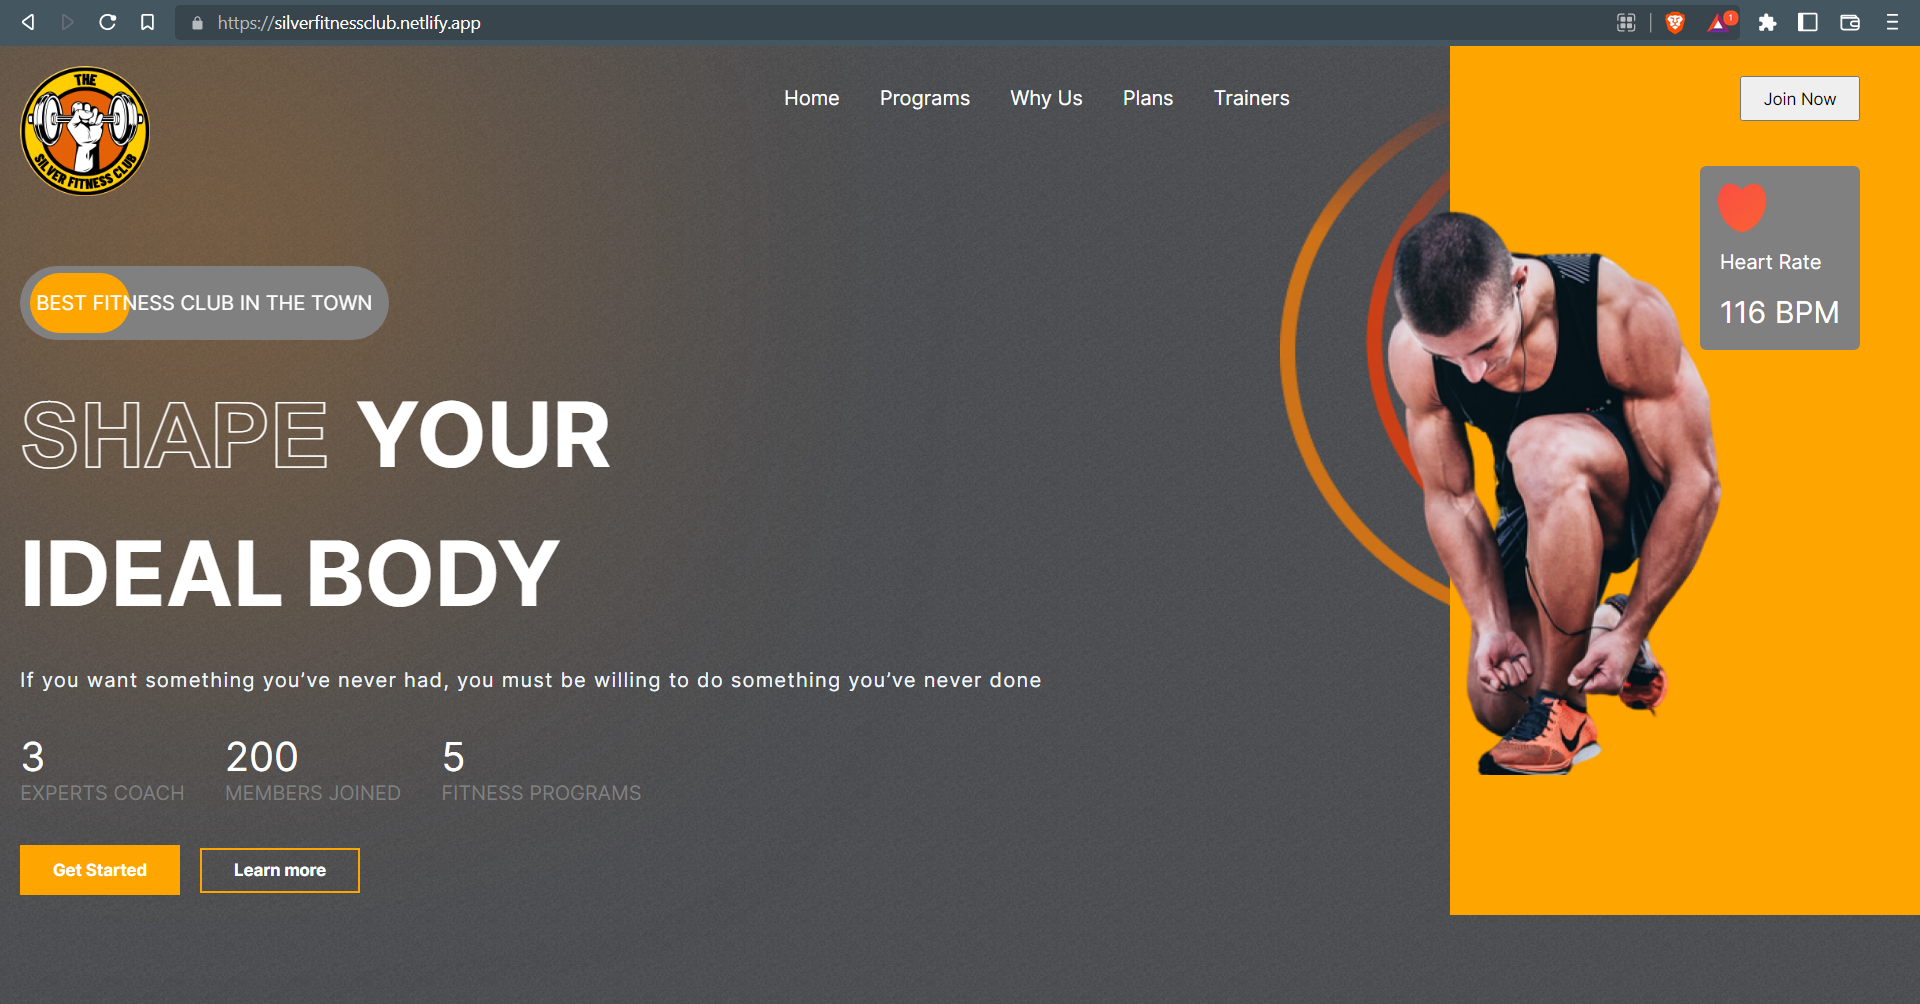 https://silverfitnessclub.netlify.app
1
THE
SILVER FITNESS CLUB
Home
Programs
Why Us
Plans
Trainers
Join Now
Heart Rate
116 BPM
BEST FITNESS CLUB IN THE TOWN
SHAPE YOUR
IDEAL BODY
If you want something you’ve never had, you must be willing to do something you’ve never done
3
EXPERTS COACH
200
MEMBERS JOINED
5
FITNESS PROGRAMS
Get Started
Learn more